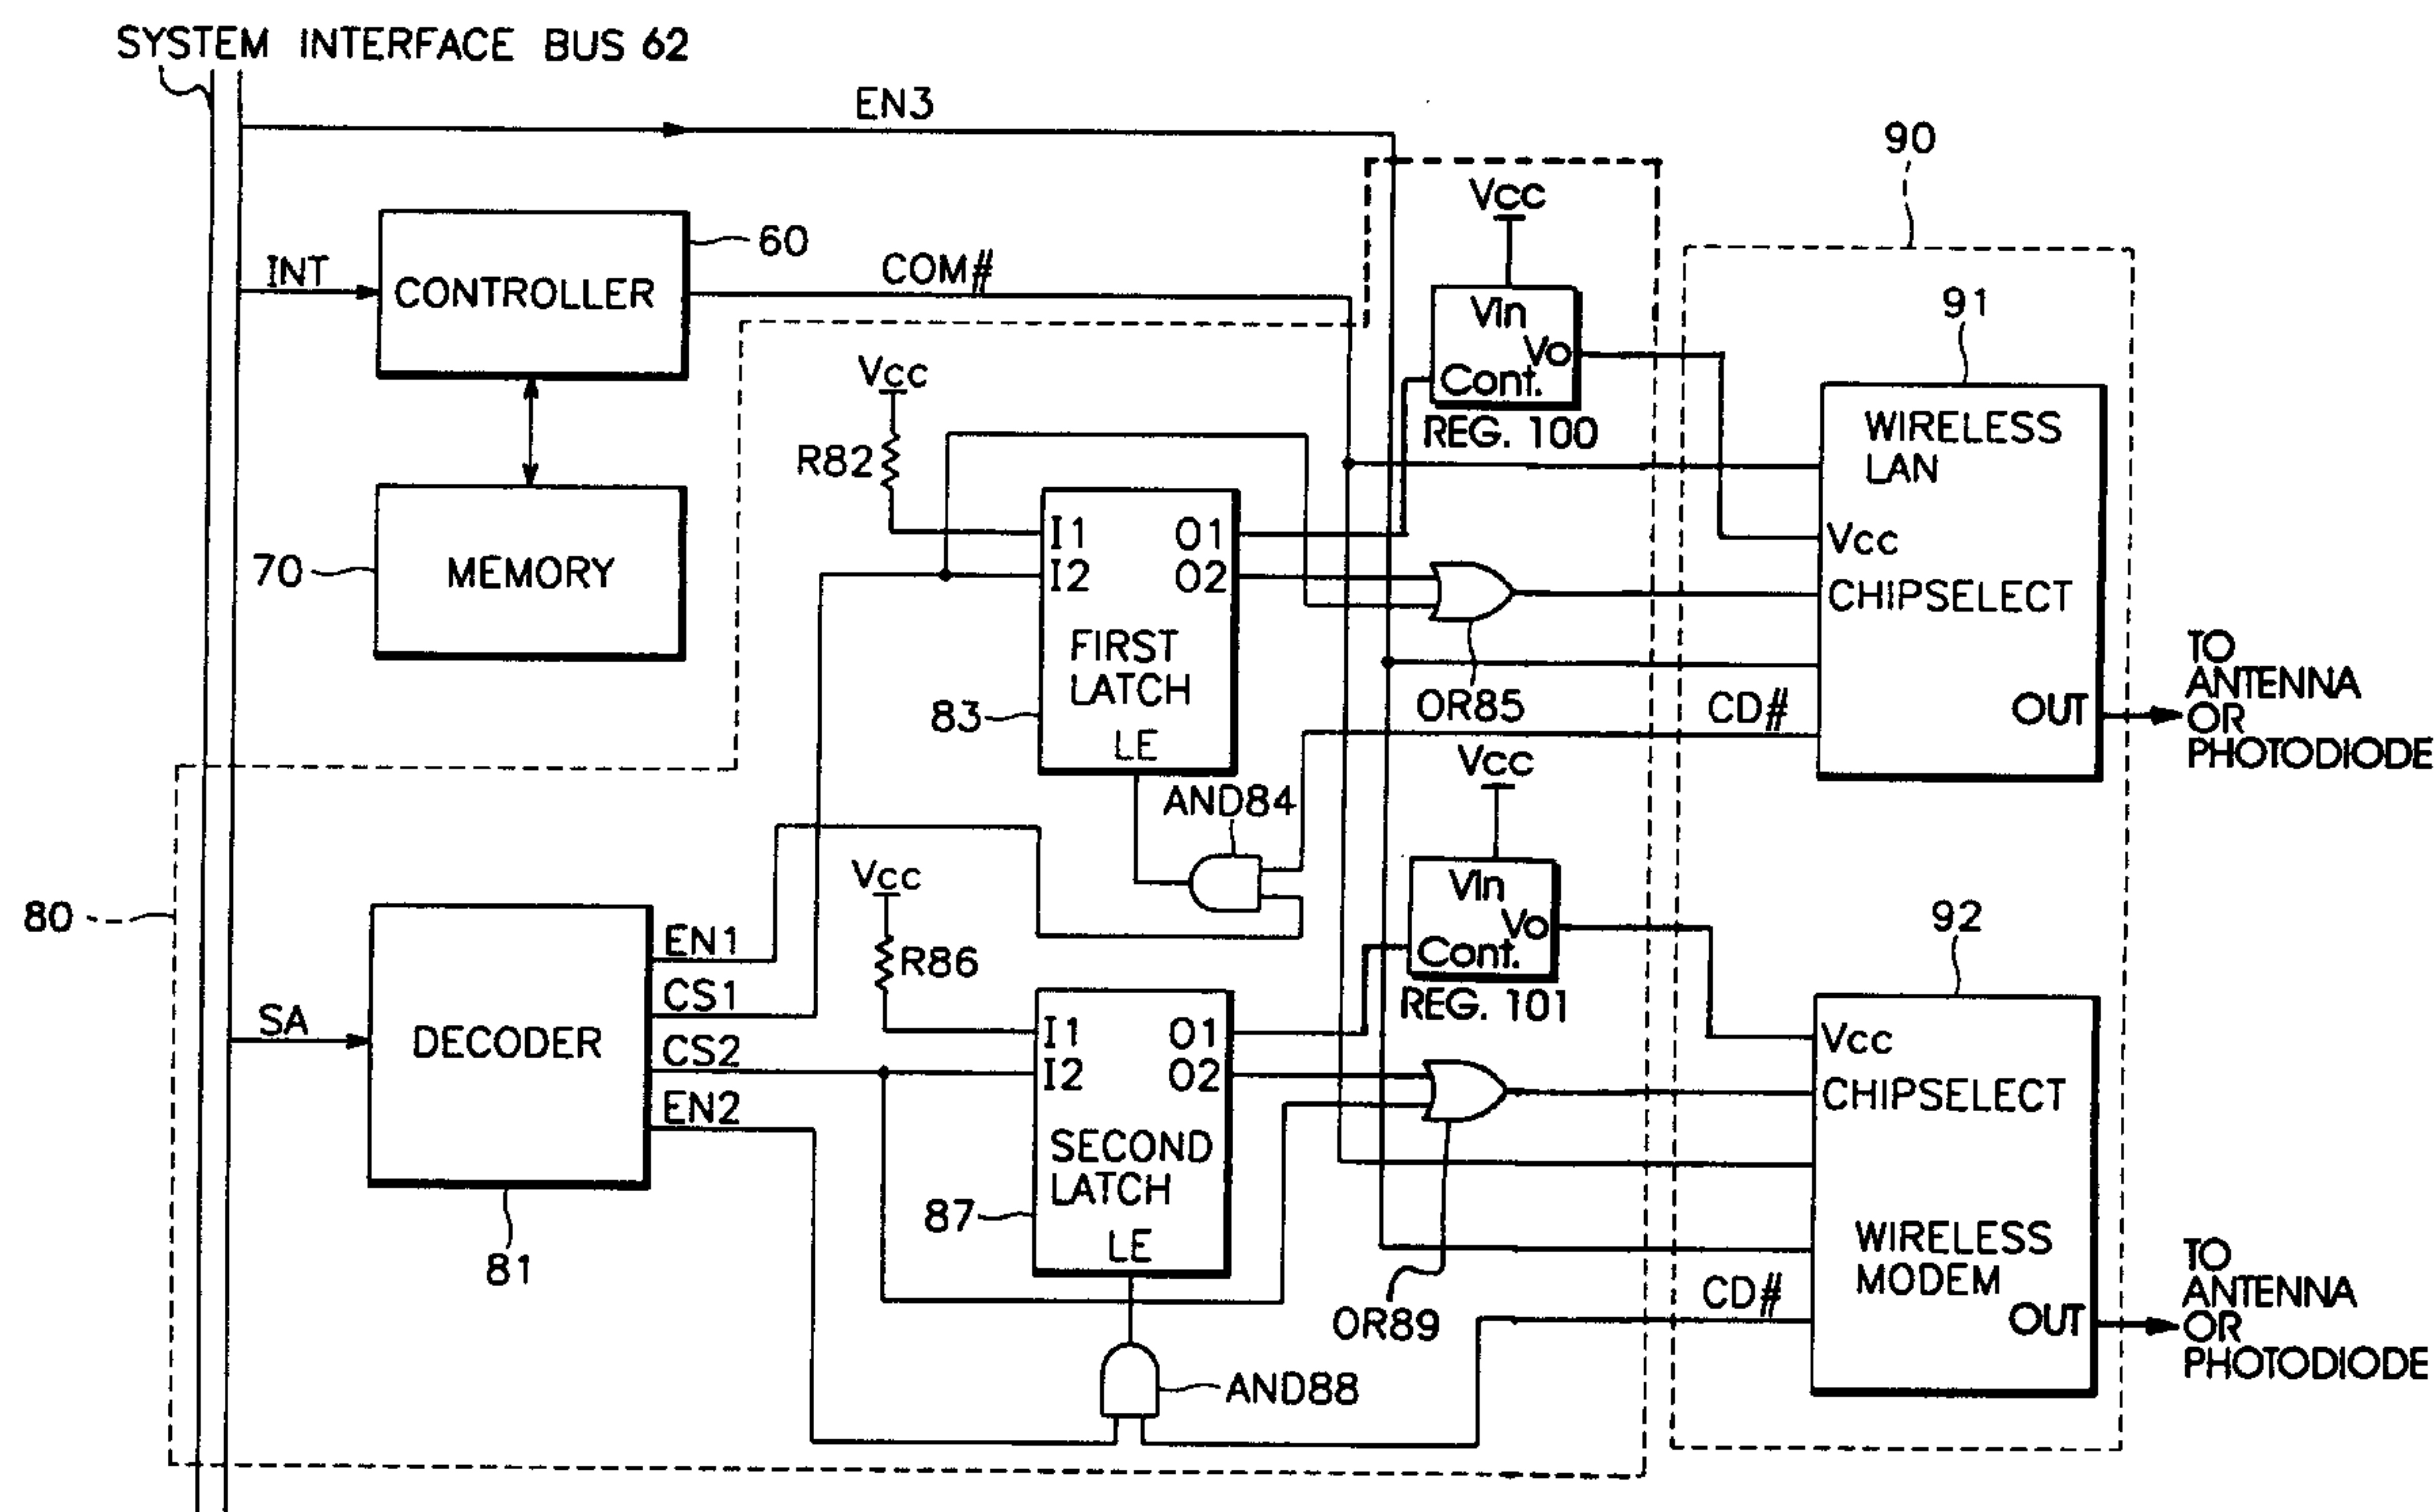 SYSTEM INTERFACE BUS 62
EN3
90
Vcc
INT
CONTROLLER
60
COM#
VIn
Vo
Cont.
REG. 100
91
WIRELESS
LAN
Vcc
CHIPSELECT
OUT
TO
ANTENNA
OR
PHOTODIODE
70
MEMORY
Vcc
R82
I1
I2
O1
O2
FIRST
LATCH
LE
83
OR85
CD#
AND84
Vcc
VIn
Vo
Cont.
REG. 101
80
DECODER
SA
EN1
CS1
CS2
EN2
81
Vcc
R86
I1
I2
O1
O2
SECOND
LATCH
LE
87
OR89
AND88
92
Vcc
CHIPSELECT
WIRELESS
MODEM
CD#
OUT
TO
ANTENNA
OR
PHOTODIODE